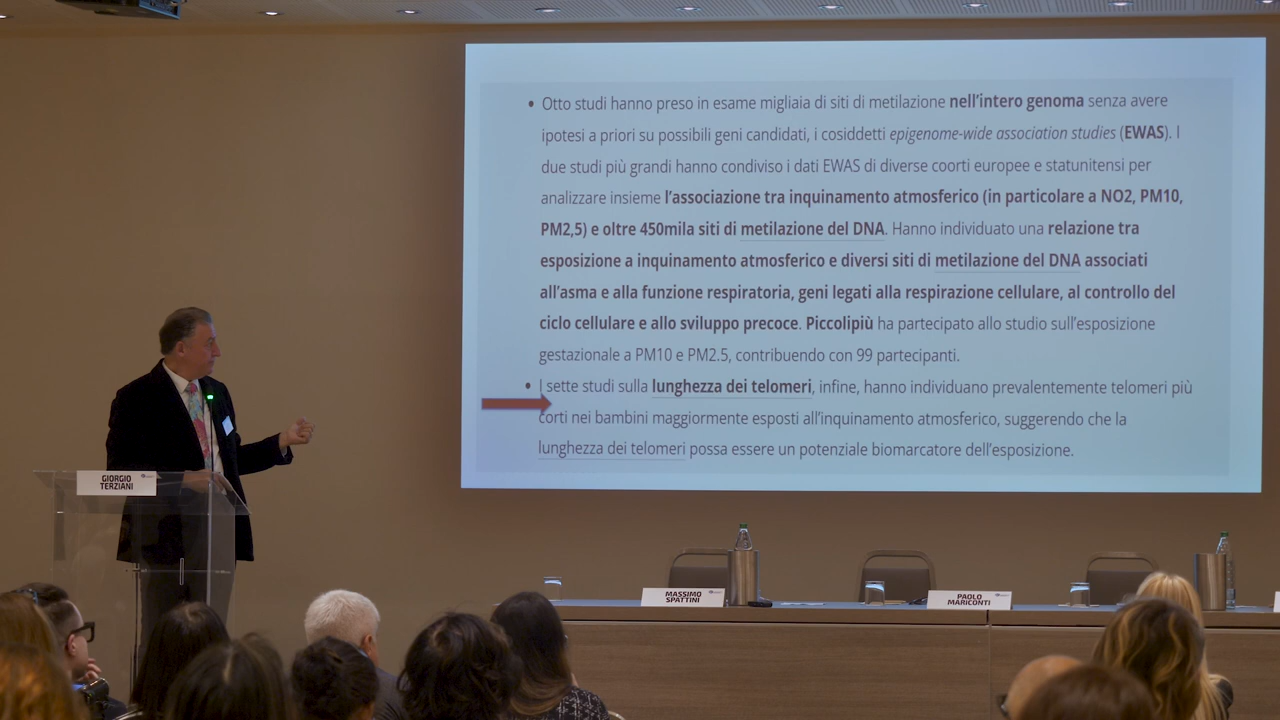 • Otto studi hanno preso in esame migliaia di siti di metilazione nell'intero genoma senza avere
ipotesi a priori su possibili geni candidati, i cosiddetti epigenome-wide association studies (EWAS). I
due studi più grandi hanno condiviso i dati EWAS di diverse coorti europee e statunitensi per
analizzare insieme l'associazione tra inquinamento atmosferico (in particolare a NO2, PM10,
PM2,5) e oltre 450mila siti di metilazione del DNA. Hanno individuato una relazione tra
esposizione a inquinamento atmosferico e diversi siti di metilazione del DNA associati
all'asma e alla funzione respiratoria, geni legati alla respirazione cellulare, al controllo del
ciclo cellulare e allo sviluppo precoce. Piccolipiù ha partecipato allo studio sull'esposizione
gestazionale a PM10 e PM2.5, contribuendo con 99 partecipanti.
• I sette studi sulla lunghezza dei telomeri, infine, hanno individuano prevalentemente telomeri più
corti nei bambini maggiormente esposti all'inquinamento atmosferico, suggerendo che la
lunghezza dei telomeri possa essere un potenziale biomarcatore dell'esposizione.
GIORGIO
TERZIANI
MASSIMO
SPATTINI
PAOLO
MARICONTI